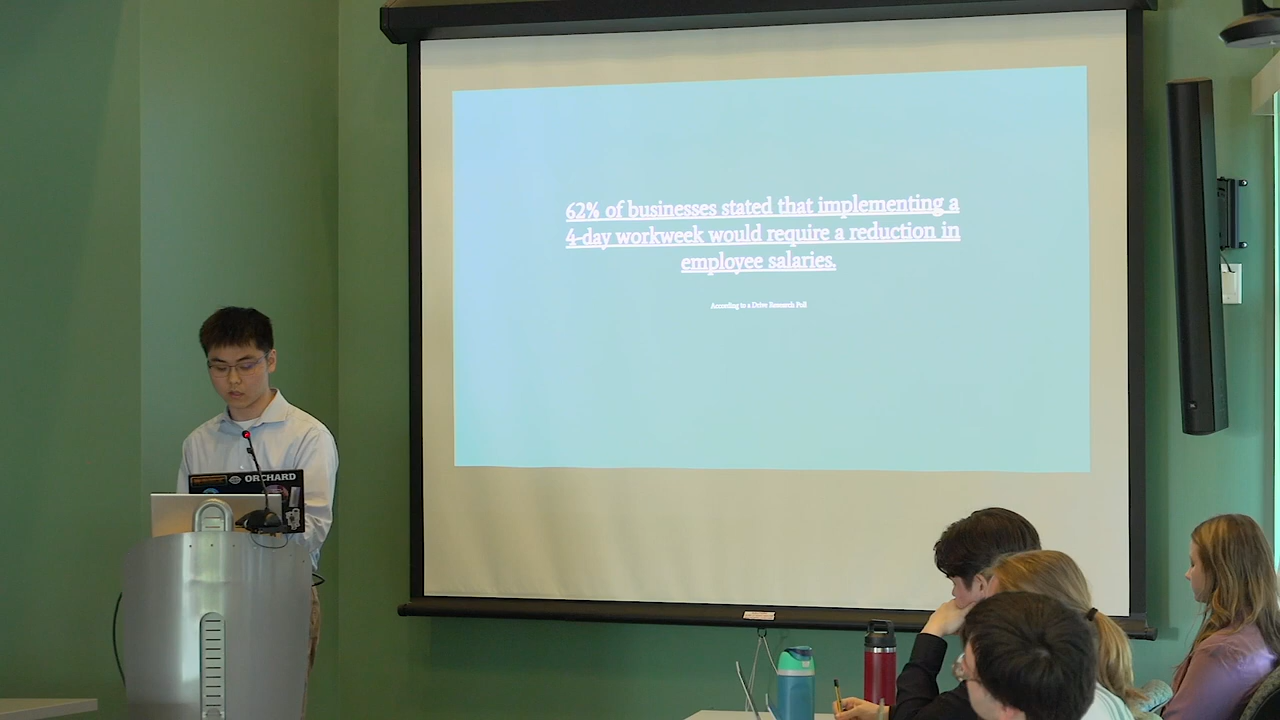 62% of businesses stated that implementing a
4-day workweek would require a reduction in
employee salaries.
According to a Drive Research Poll
ORCHARD